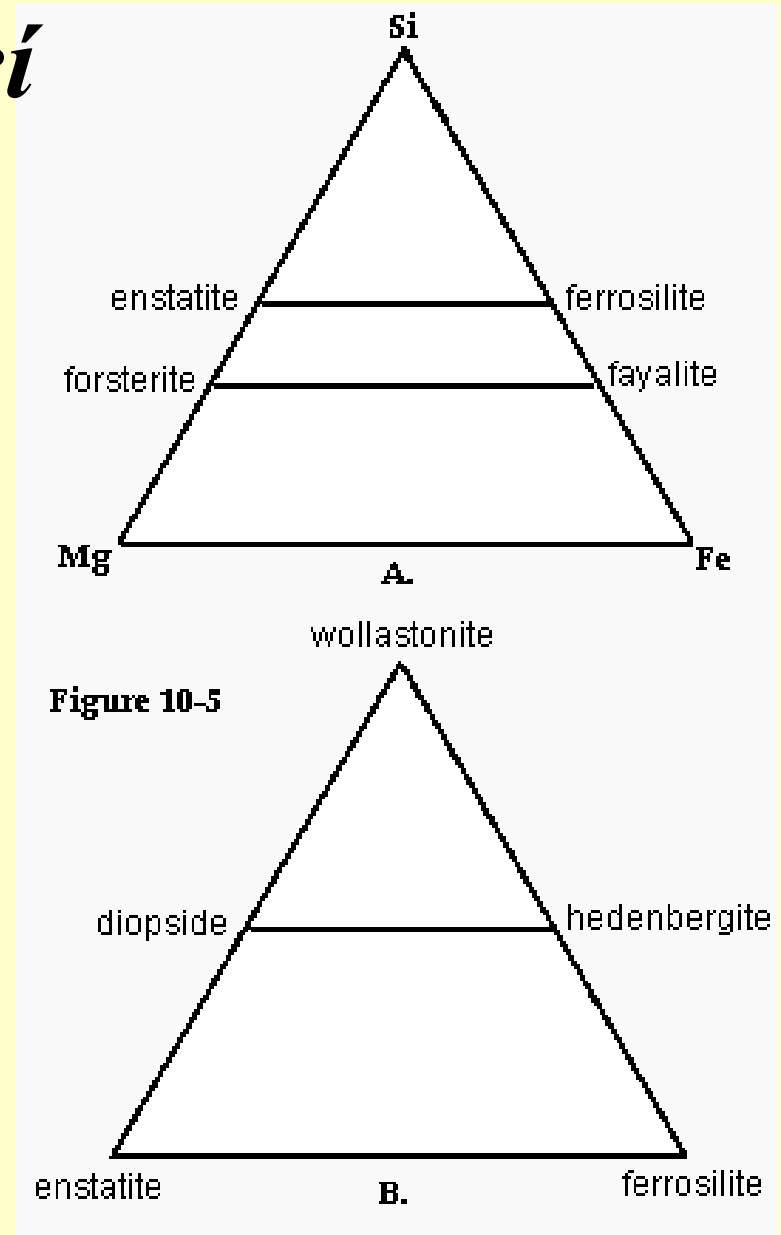 Si
enstatite ferrosilite
forsterite fayalite
Mg Fe
A.
wollastonite
Figure 10-5
diopside hedenbergite
enstatite ferrosilite
B.